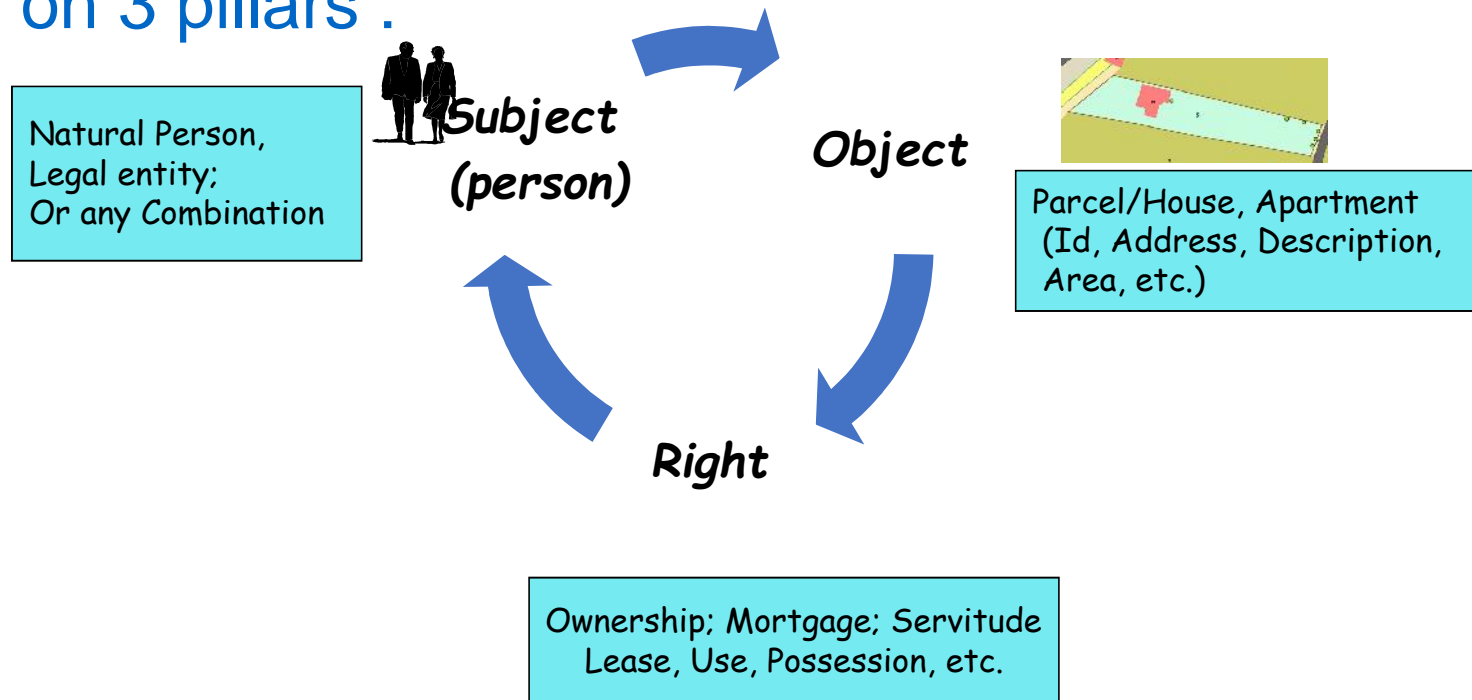 on 3 pillars :
Natural Person,
Legal entity;
Or any Combination
Subject
(person)
Object
Parcel/House, Apartment
(Id, Address, Description,
Area, etc.)
Right
Ownership; Mortgage; Servitude
Lease, Use, Possession, etc.